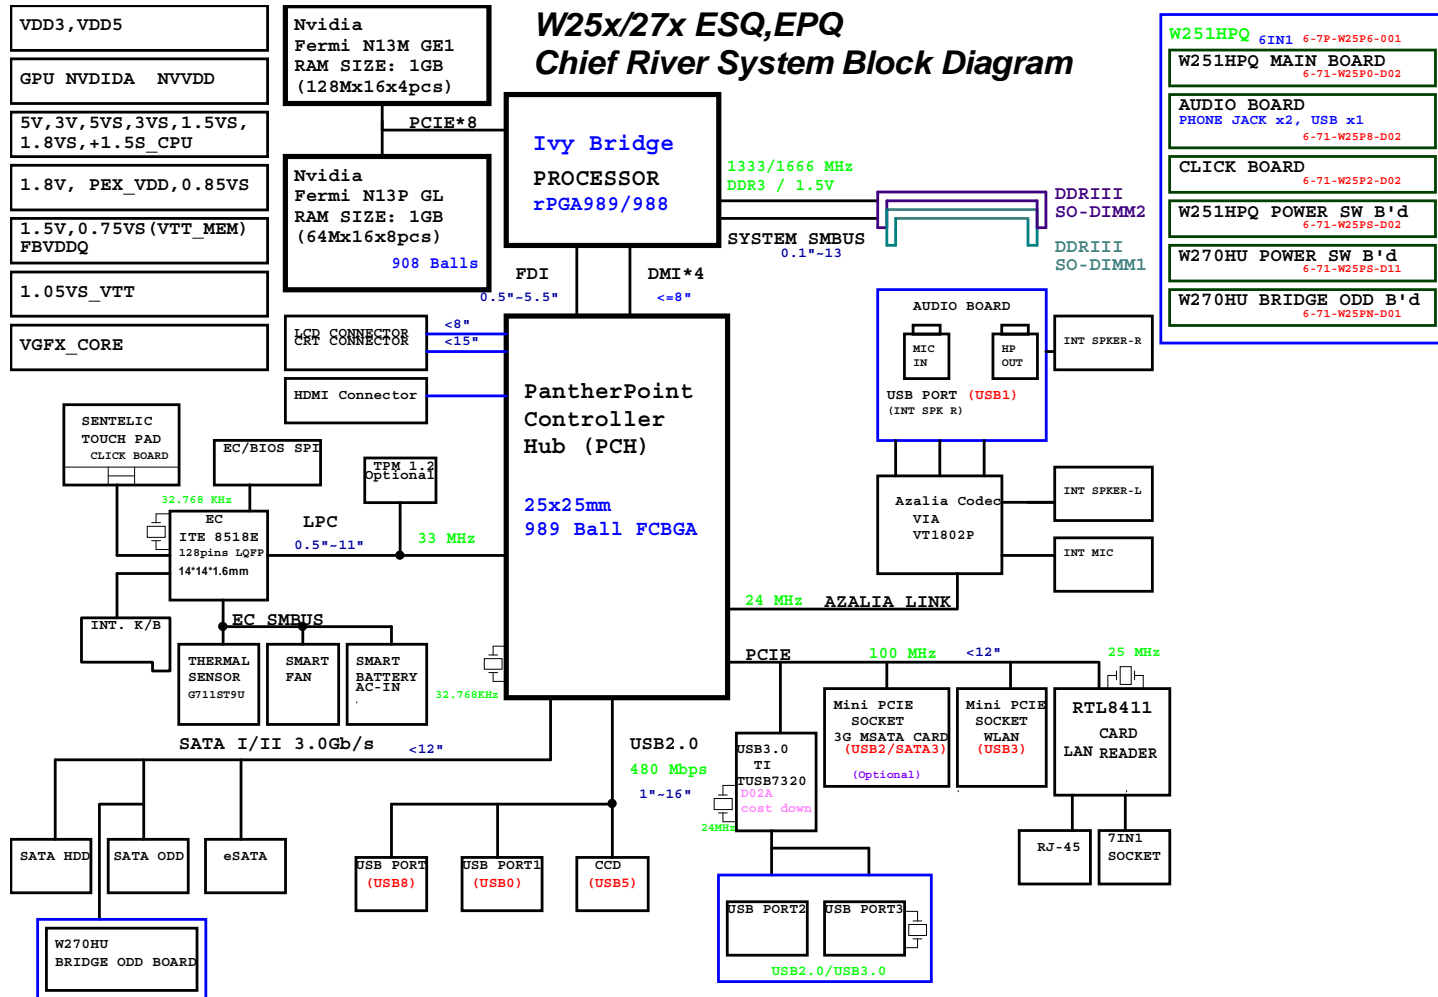 W25x/27x ESQ,EPQ
Chief River System Block Diagram
VDD3,VDD5
GPU NVDIDA NVVDD
5V,3V,5VS,3VS,1.5VS,
1.8VS,+1.5S_CPU
1.8V, PEX_VDD,0.85VS
1.5V,0.75VS(VTT_MEM)
FBVDDQ
1.05VS_VTT
VGFX_CORE
Nvidia
Fermi N13M GE1
RAM SIZE: 1GB
(128Mx16x4pcs)
PCIE*8
Nvidia
Fermi N13P GL
RAM SIZE: 1GB
(64Mx16x8pcs)
908 Balls
Ivy Bridge
PROCESSOR
rPGA989/988
1333/1666 MHz
DDR3 / 1.5V
SYSTEM SMBUS
0.1"~13
DDRIII
SO-DIMM2
DDRIII
SO-DIMM1
W251HPQ 6IN1 6-7P-W25P6-001
W251HPQ MAIN BOARD
6-71-W25P0-D02
AUDIO BOARD
PHONE JACK x2, USB x1
6-71-W25P8-D02
CLICK BOARD
6-71-W25P2-D02
W251HPQ POWER SW B'd
6-71-W25PS-D02
W270HU POWER SW B'd
6-71-W25PS-D11
W270HU BRIDGE ODD B'd
6-71-W25PN-D01
FDI
0.5"~5.5"
DMI*4
<=8"
LCD CONNECTOR
<8"
CRT CONNECTOR
<15"
HDMI Connector
PantherPoint
Controller
Hub (PCH)
25x25mm
989 Ball FCBGA
AUDIO BOARD
MIC
IN
HP
OUT
USB PORT (USB1)
(INT SPK R)
INT SPKER-R
Azalia Codec
VIA
VT1802P
INT SPKER-L
INT MIC
24 MHz AZALIA LINK
SENTELIC
TOUCH PAD
CLICK BOARD
EC/BIOS SPI
TPM 1.2
Optional
32.768 KHz
EC
ITE 8518E
128pins LQFP
14*14*1.6mm
LPC
0.5"~11"
33 MHz
INT. K/B
EC SMBUS
THERMAL
SENSOR
G711ST9U
SMART
FAN
SMART
BATTERY
AC-IN
32.768KHz
PCIE
100 MHz
<12"
25 MHz
USB3.0
TI
TUSB7320
D02A
cost down
24MHz
Mini PCIE
SOCKET
3G MSATA CARD
(USB2/SATA3)
(Optional)
Mini PCIE
SOCKET
WLAN
(USB3)
RTL8411
CARD
LAN READER
RJ-45
7IN1
SOCKET
SATA I/II 3.0Gb/s
<12"
USB2.0
480 Mbps
1"~16"
SATA HDD
SATA ODD
eSATA
USB PORT
(USB8)
USB PORT1
(USB0)
CCD
(USB5)
USB PORT2
USB PORT3
USB2.0/USB3.0
W270HU
BRIDGE ODD BOARD